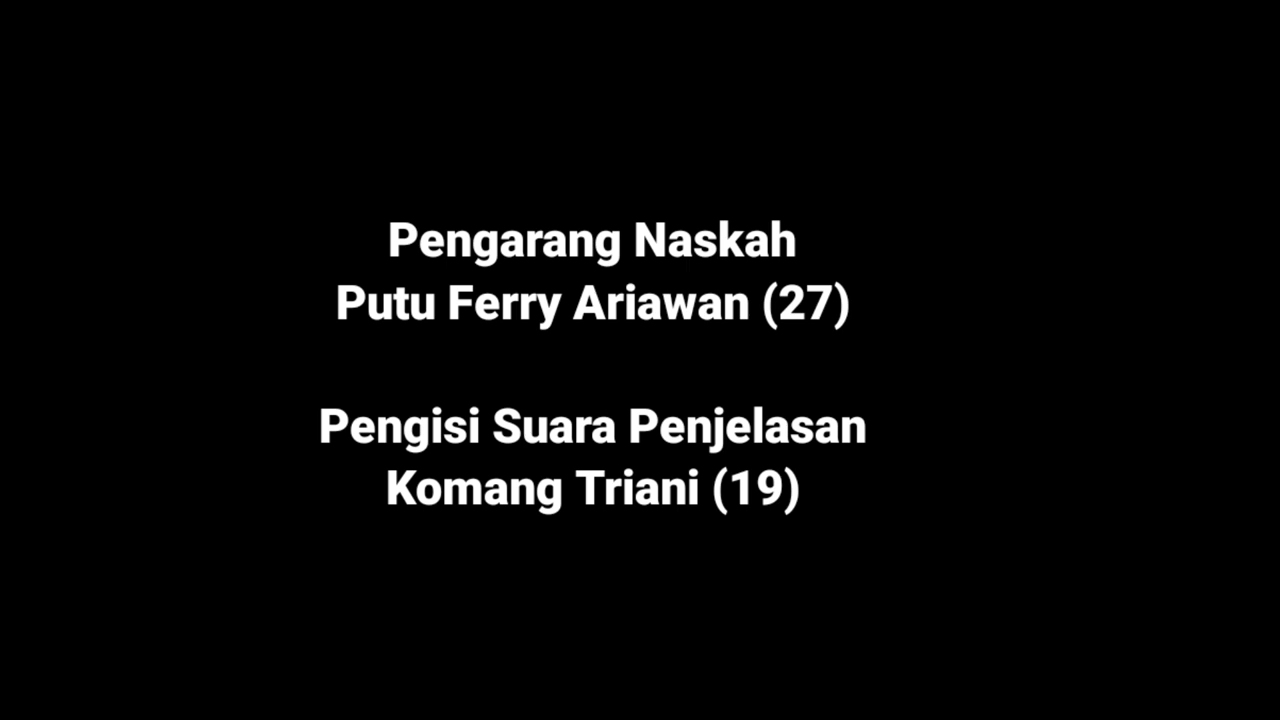 Pengarang Naskah
Putu Ferry Ariawan (27)
Pengisi Suara Penjelasan
Komang Triani (19)